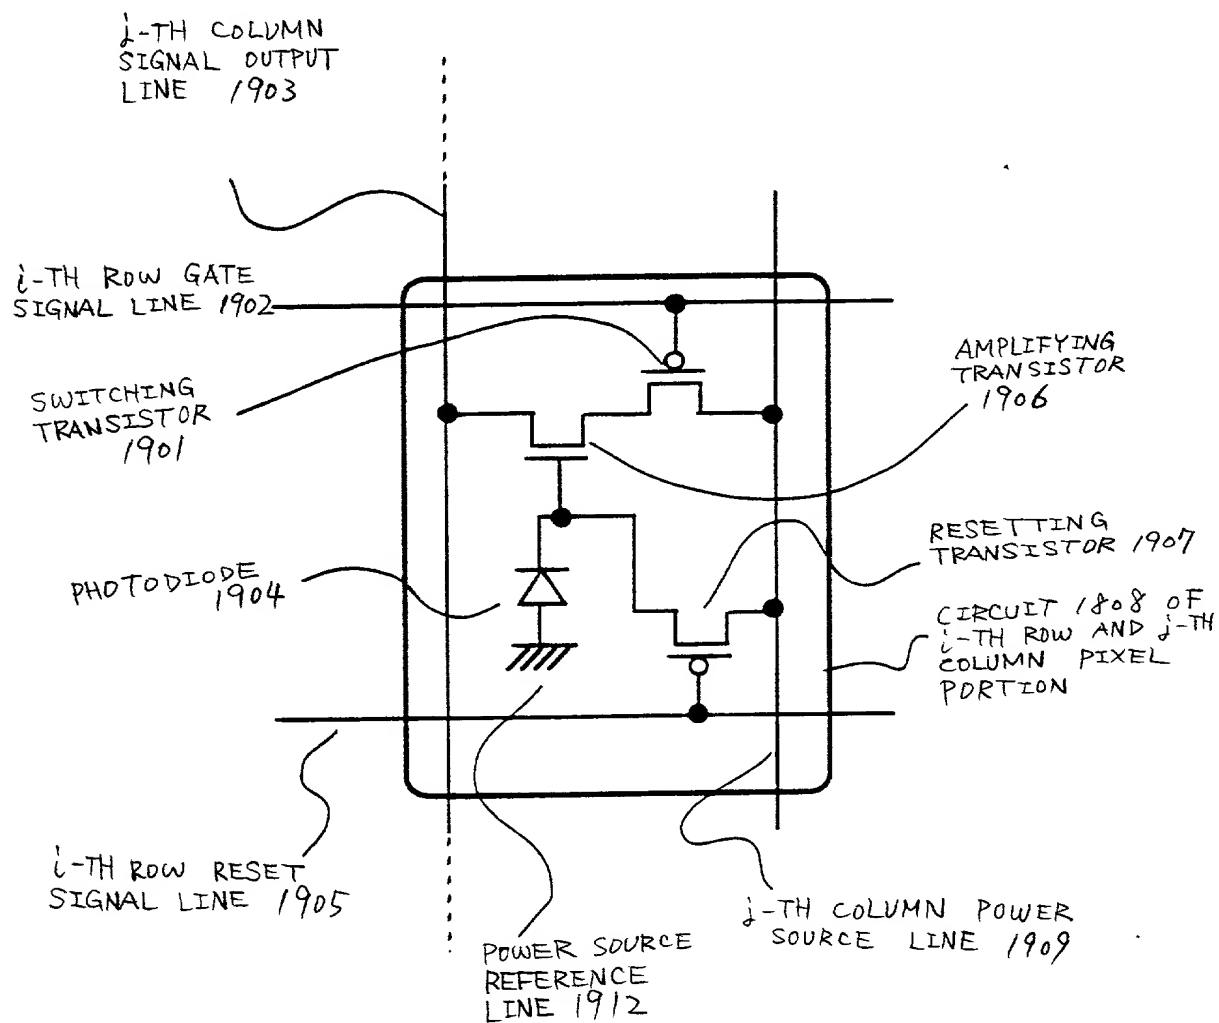 j-TH COLUMN
SIGNAL OUTPUT
LINE 1903
i-TH ROW GATE
SIGNAL LINE 1902
SWITCHING
TRANSISTOR
1901
AMPLIFYING
TRANSISTOR
1906
RESETTING
TRANSISTOR 1907
PHOTODIODE
1904
CIRCUIT 1808 OF
i-TH ROW AND j-TH
COLUMN PIXEL
PORTION
i-TH ROW RESET
SIGNAL LINE 1905
j-TH COLUMN POWER
SOURCE LINE 1909
POWER SOURCE
REFERENCE
LINE 1912